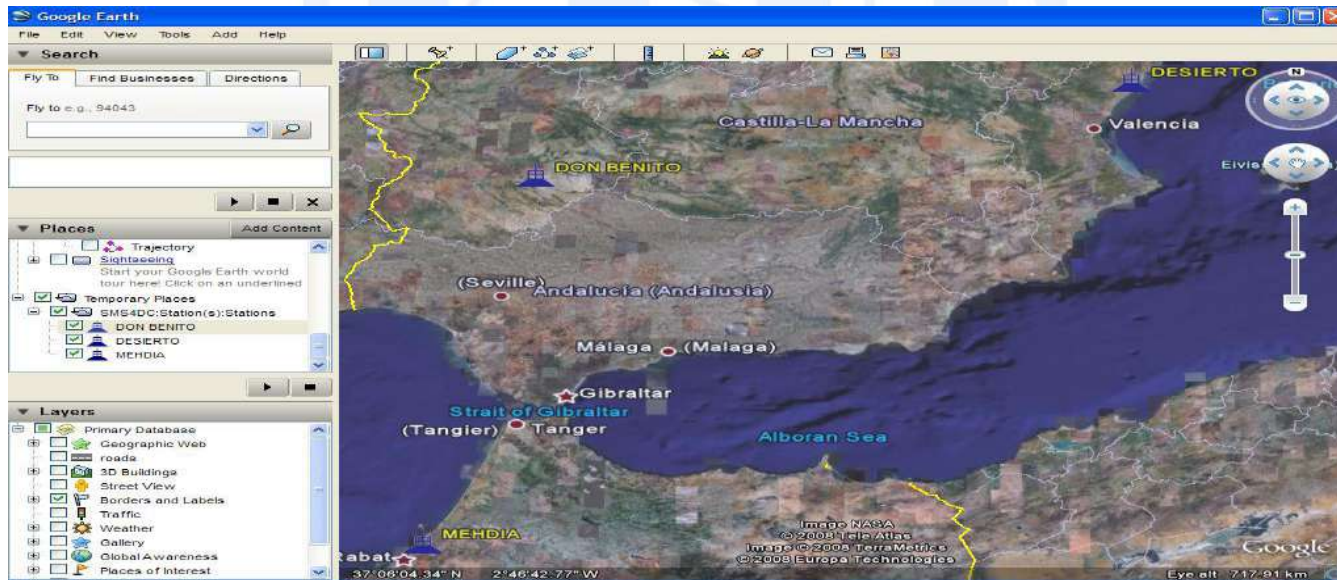 Google Earth
File Edit View Tools Add Help
Search
Fly To Find Businesses Directions
Fly to e.g., 94043
Places Add Content
Trajectory
Sightseeing
Start your Google Earth world
tour here! Click on an underlined
Temporary Places
SMS4DC:Station(s):Stations
DON BENITO
DESIERTO
MEHDIA
Layers
Primary Database
Geographic Web
roads
3D Buildings
Street View
Borders and Labels
Traffic
Weather
Gallery
Global Awareness
Places of Interest
DESIERTO
N
Castilla-La Mancha
Valencia
DON BENITO
(Seville)
Andalucía (Andalusia)
Málaga (Malaga)
Gibraltar
Strait of Gibraltar
(Tangier) Tanger
Alboran Sea
MEHDIA
Rabat
Image NASA
© 2008 Tele Atlas
Image © 2008 TerraMetrics
© 2008 Europa Technologies
Google
37°06'04.34" N 2°46'42.77" W
Eye alt 717.91 km